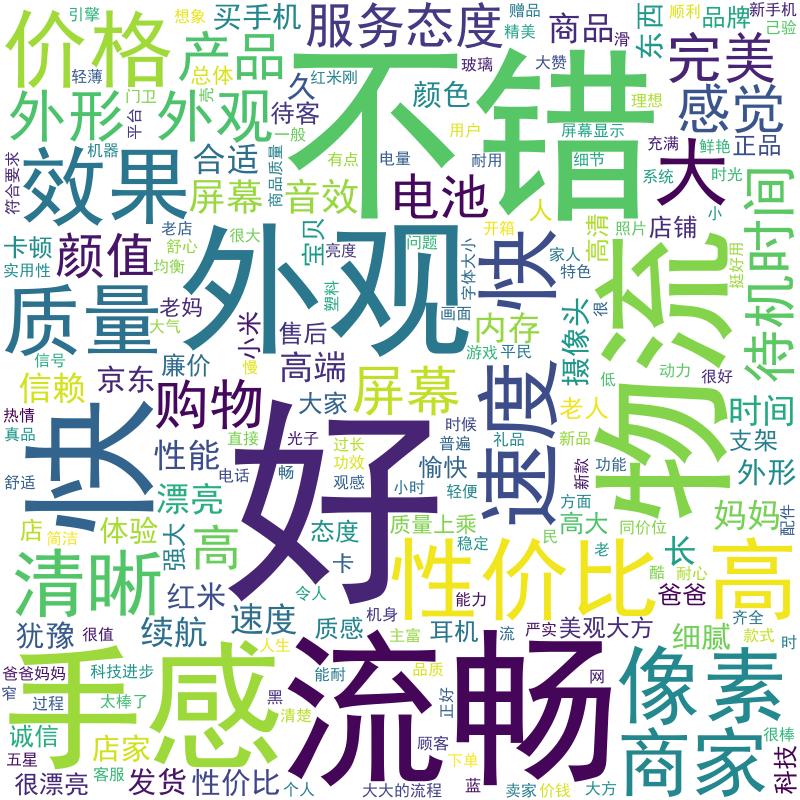 引擎
想象
买手机
服务态度
赠品
精美
商品
滑
东西
顺利
品牌
新手机
己验
价格
产品
轻薄
总体
红米刚
久
玻璃
大赞
完美
外形
门卫
平台
外观
壳
待客
一般
颜色
不错
理想
感觉
用户
屏幕显示
充满
鲜艳
正品
符合要求
机器
效果
合适
商品质量
有点
电量
耐用
细节
系统
时光
大
屏幕
音效
电池
人
高清
照片
店铺
小
待机时间
卡顿
实用性
颜值
老店
舒心
均衡
很大
宝贝
亮度
问题
开箱
快
家人
特色
很
挺好用
字体大小
画面
外观
物流
质量
大气
老妈
小米
售后
塑料
内存
摄像头
信号
廉价
慢
高端
游戏
平民
低
动力
很好
信赖
京东
购物
大家
屏幕
速度
老人
时间
热情
真品
快
直接
光子
过长
功效
时候
普遍
礼品
新品
支架
性能
电话
畅
观感
小时
愉快
轻便
新款
功能
外形
舒适
漂亮
好
方面
店
简洁
体验
强大
高
态度
质量上乘
稳定
高大
同价位
妈妈
配件
卡
民
老
长
清晰
性价比
高
酷
耐心
爸爸
红米
令人
能力
犹豫
很值
续航
速度
质感
机身
主富
耳机
流
严实
美观大方
细腻
齐全
款式
时
爸爸妈妈
科技进步
人生
能耐
流畅
品质
网
像素
窄
过程
太棒了
手感
黑
清楚
正好
诚信
店家
顾客
下单
商家
很棒
五星
客服
很漂亮
发货
性价比
个人
大大的流程
蓝
卖家
价钱
大方
科技